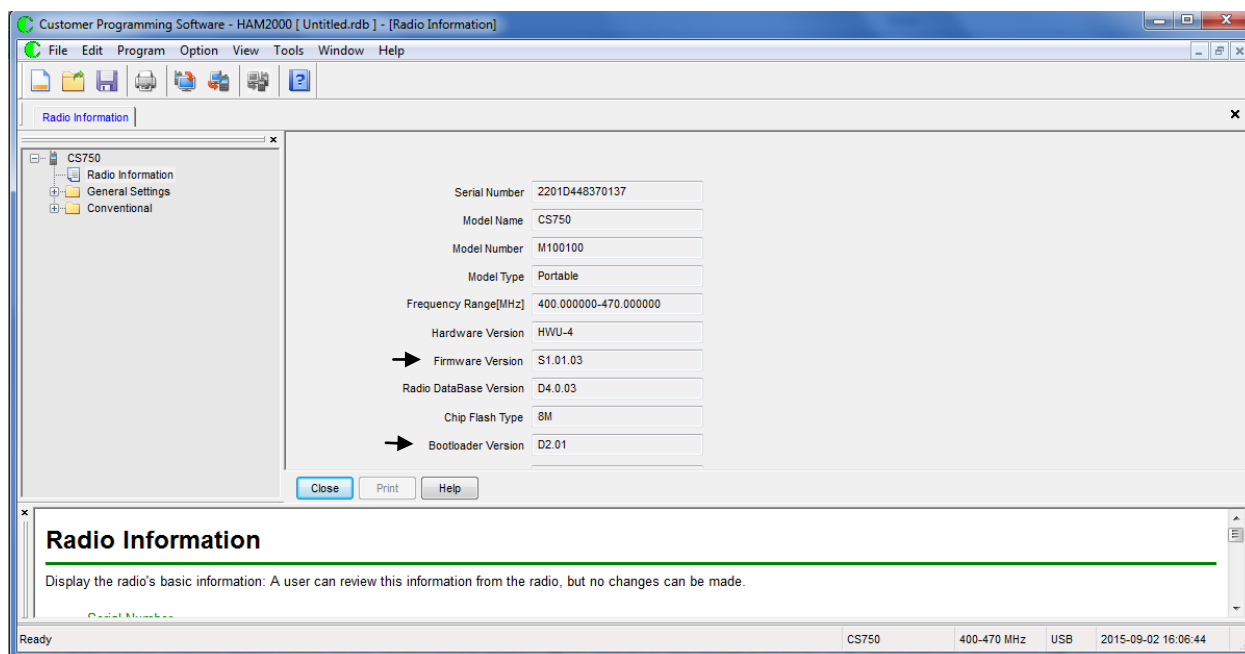 Customer Programming Software - HAM2000 [ Untitled.rdb ] - [Radio Information]
File Edit Program Option View Tools Window Help
Radio Information
CS750
Radio Information
General Settings
Conventional
Serial Number 2201D448370137
Model Name CS750
Model Number M100100
Model Type Portable
Frequency Range[MHz] 400.000000-470.000000
Hardware Version HWU-4
Firmware Version S1.01.03
Radio DataBase Version D4.0.03
Chip Flash Type 8M
Bootloader Version D2.01
Close Print Help
Radio Information
Display the radio's basic information: A user can review this information from the radio, but no changes can be made.
Serial Number
Ready CS750 400-470 MHz USB 2015-09-02 16:06:44